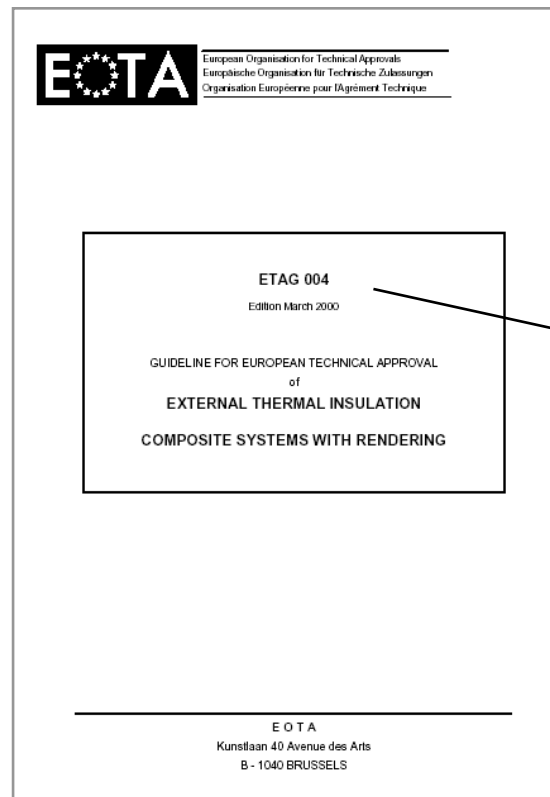 EOTA
European Organisation for Technical Approvals
Europäische Organisation für Technische Zulassungen
Organisation Européenne pour l'Agrément Technique
ETAG 004
Edition March 2000
GUIDELINE FOR EUROPEAN TECHNICAL APPROVAL
of
EXTERNAL THERMAL INSULATION
COMPOSITE SYSTEMS WITH RENDERING
E O T A
Kunstlaan 40 Avenue des Arts
B - 1040 BRUSSELS